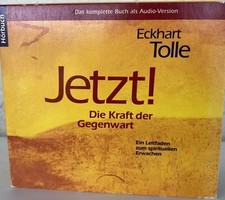 Hörbuch
Das komplette Buch als Audio-Version
Eckhart
Tolle
Jetzt!
Die Kraft der
Gegenwart
Ein Leitfaden
zum spirituellen
Erwachen